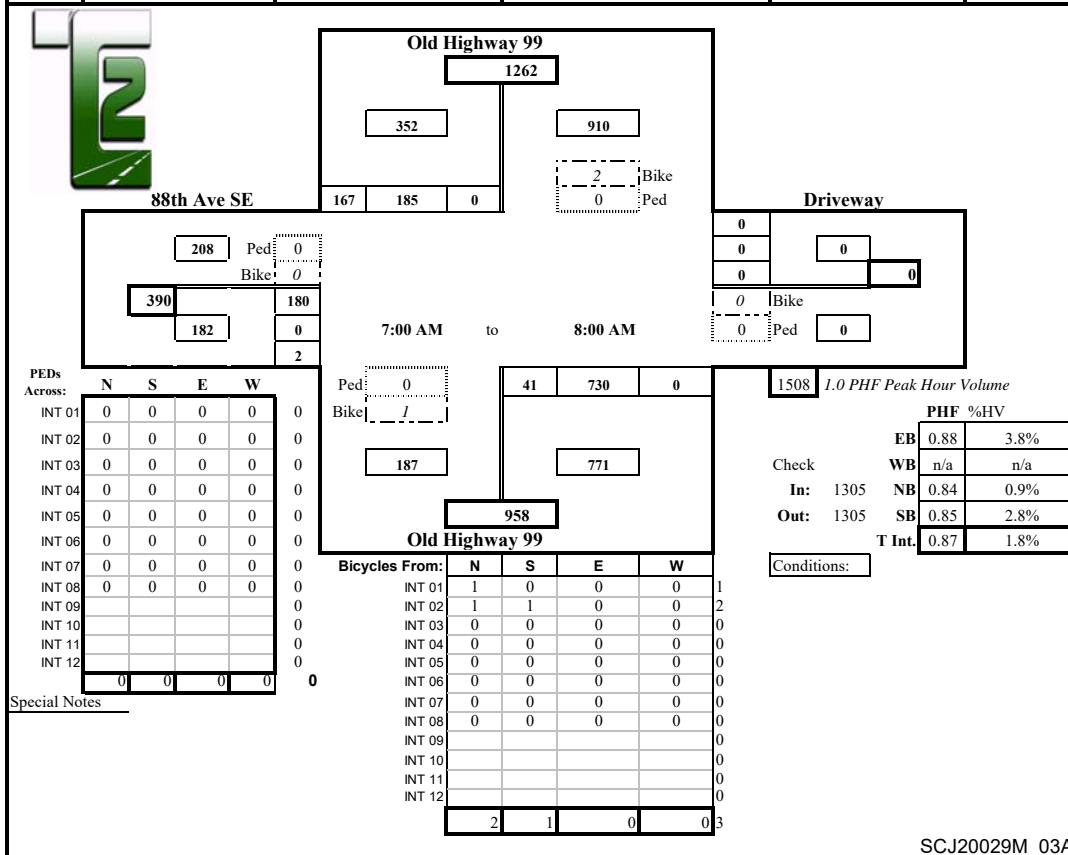 T2
Old Highway 99
1262
352 910
2 Bike
88th Ave SE 167 185 0 0 Ped Driveway
0
208 Ped 0 0 0
Bike 0 0 0
390 180 0 Bike
182 0 7:00 AM to 8:00 AM 0 Ped 0
2
PEDs
Across: N S E W Ped 0 41 730 0 1508 1.0 PHF Peak Hour Volume
INT 01 0 0 0 0 0 Bike 1 PHF %HV
INT 02 0 0 0 0 0 EB 0.88 3.8%
INT 03 0 0 0 0 0 187 771 Check WB n/a n/a
INT 04 0 0 0 0 0 In: 1305 NB 0.84 0.9%
INT 05 0 0 0 0 0 958 Out: 1305 SB 0.85 2.8%
INT 06 0 0 0 0 0 Old Highway 99 T Int. 0.87 1.8%
INT 07 0 0 0 0 0 Bicycles From: N S E W Conditions:
INT 08 0 0 0 0 0 INT 01 1 0 0 0 1
INT 09 0 INT 02 1 1 0 0 2
INT 10 0 INT 03 0 0 0 0 0
INT 11 0 INT 04 0 0 0 0 0
INT 12 0 INT 05 0 0 0 0 0
0 0 0 0 0 INT 06 0 0 0 0 0
Special Notes INT 07 0 0 0 0 0
INT 08 0 0 0 0 0
INT 09 0
INT 10 0
INT 11 0
INT 12 0
2 1 0 0 3
SCJ20029M_03A